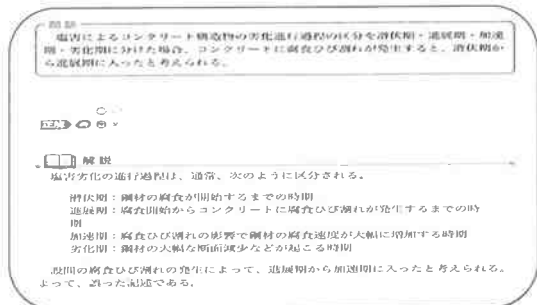 問題
塩害によるコンクリート構造物の劣化進行過程の区分を潜伏期・進展期・加速
期・劣化期に分けた場合、コンクリートに腐食ひび割れが発生すると、潜伏期か
ら進展期に入ったと考えられる。
正解
×
解説
塩害劣化の進行過程は、通常、次のように区分される。
潜伏期：鋼材の腐食が開始するまでの時期
進展期：腐食開始からコンクリートに腐食ひび割れが発生するまでの時
期
加速期：腐食ひび割れの影響で鋼材の腐食速度が大幅に増加する時期
劣化期：鋼材の大幅な断面減少などが起こる時期
設問の腐食ひび割れの発生によって、進展期から加速期に入ったと考えられる。
よって、誤った記述である。